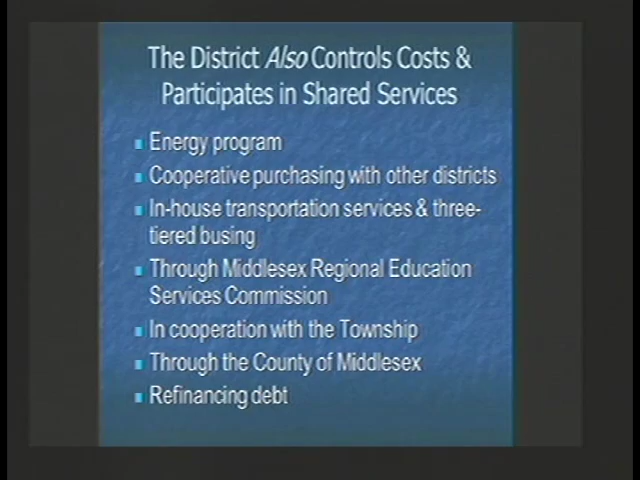 The District Also Controls Costs &
Participates in Shared Services
Energy program
Cooperative purchasing with other districts
In-house transportation services & three-
tiered busing
Through Middlesex Regional Education
Services Commission
In cooperation with the Township
Through the County of Middlesex
Refinancing debt